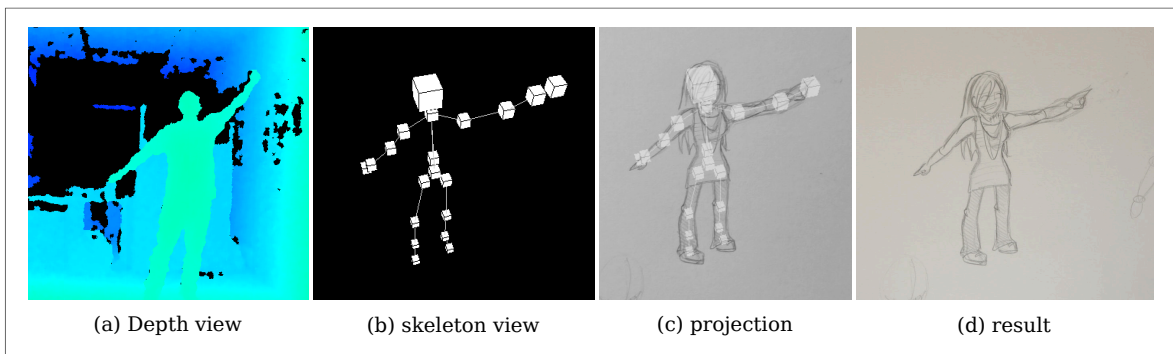 (a) Depth view
(b) skeleton view
(c) projection
(d) result